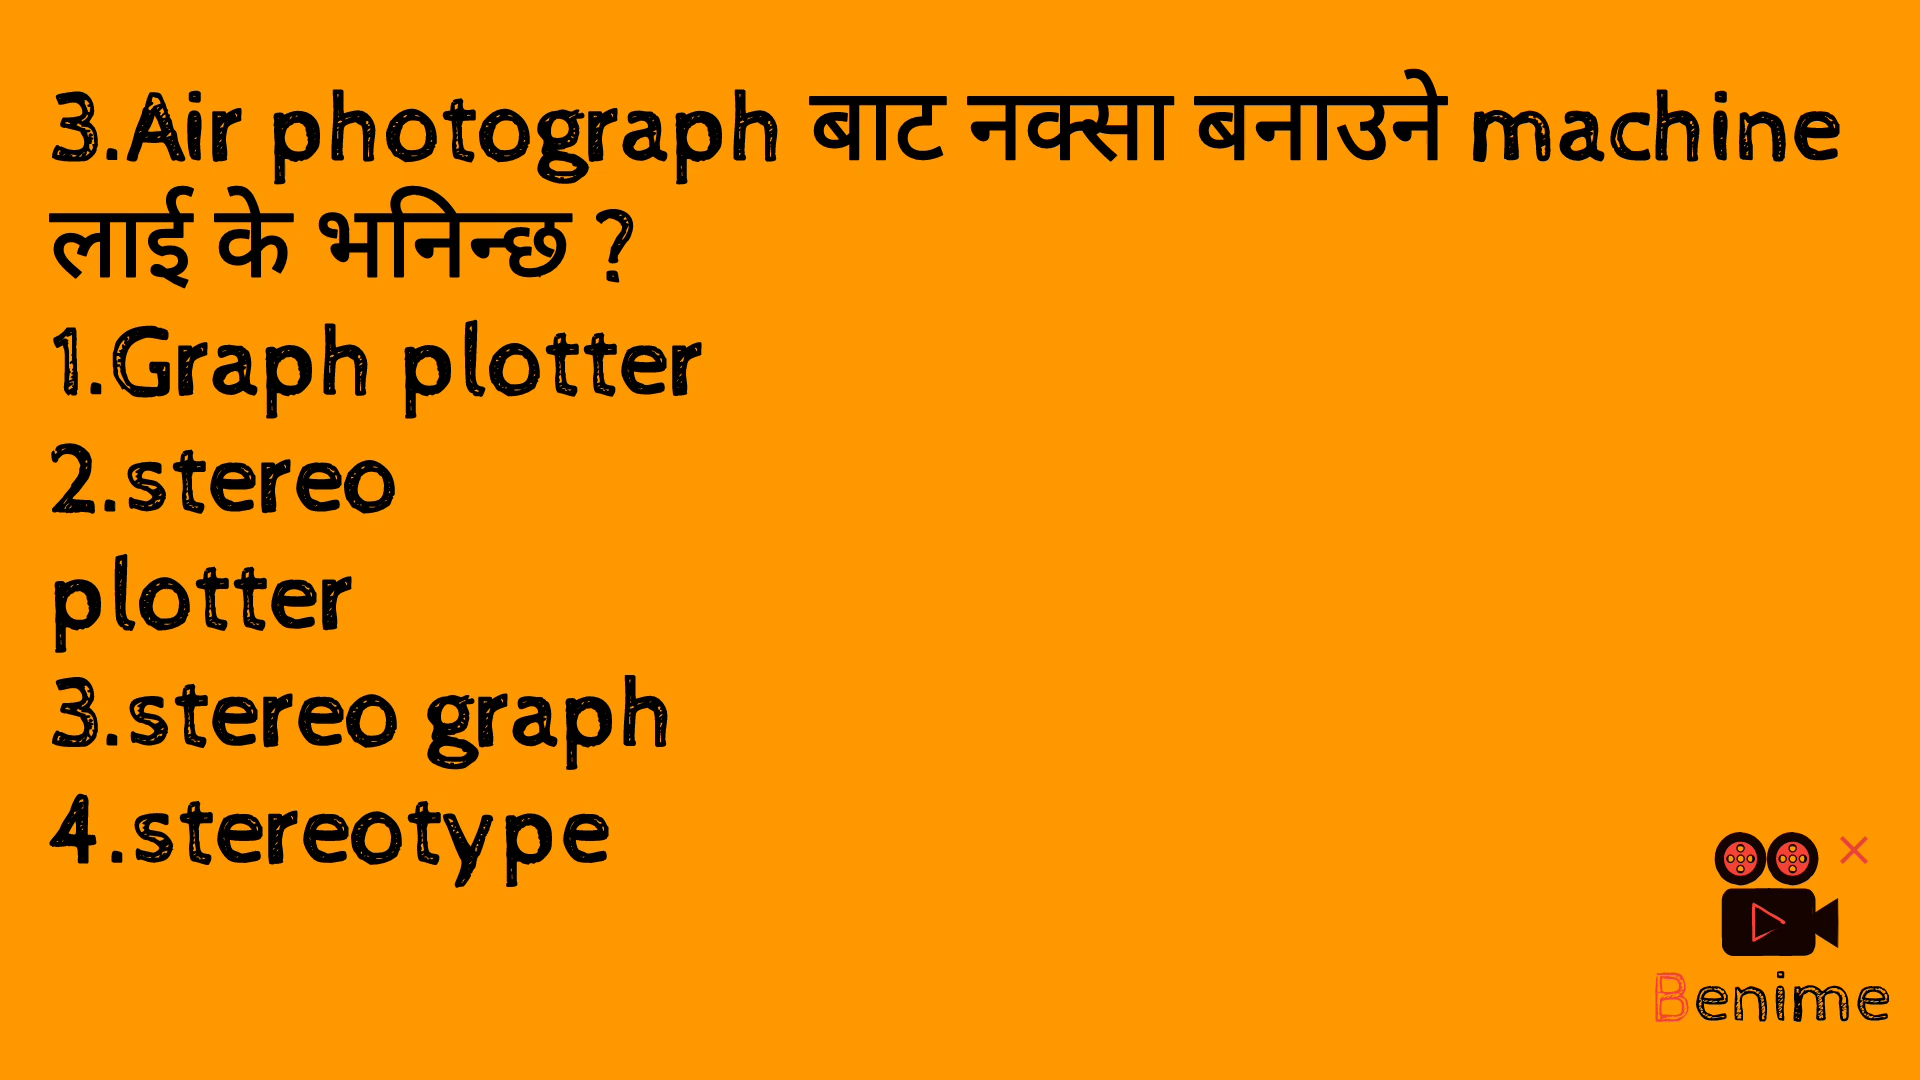 3.Air photograph बाट नक्सा बनाउने machine
लाई के भनिन्छ ?
1.Graph plotter
2.stereo
plotter
3.stereo graph
4.stereotype
Benime